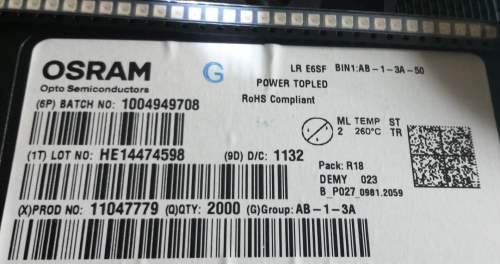 OSRAM
Opto Semiconductors
G
LR E6SF BIN1:AB-1-3A-50
POWER TOPLED
RoHS Compliant
(6P) BATCH NO: 1004949708
ML TEMP ST
2 260°C TR
(1T) LOT NO: HE14474598 (9D) D/C: 1132
Pack: R18
DEMY 023
B_P027_0981.2059
(X)PROD NO: 11047779 (Q)QTY: 2000 (G)Group: AB-1-3A